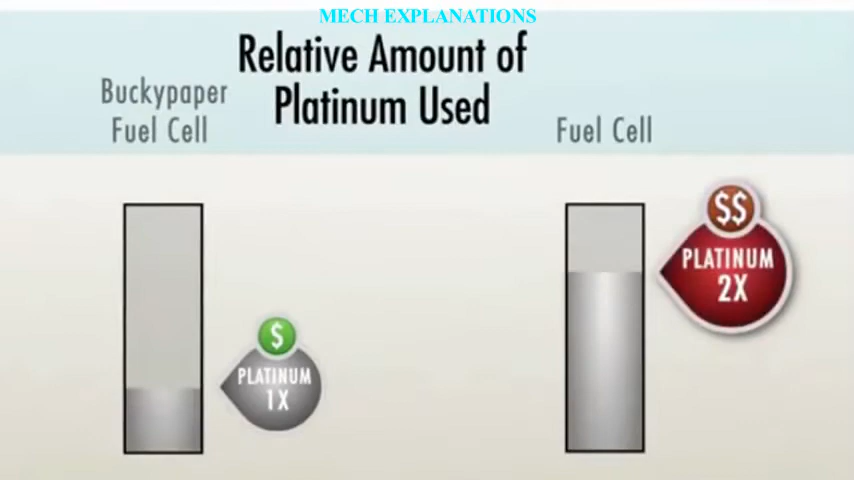 MECH EXPLANATIONS
Relative Amount of
Platinum Used
Buckypaper
Fuel Cell
Fuel Cell
$
PLATINUM
1X
$$
PLATINUM
2X